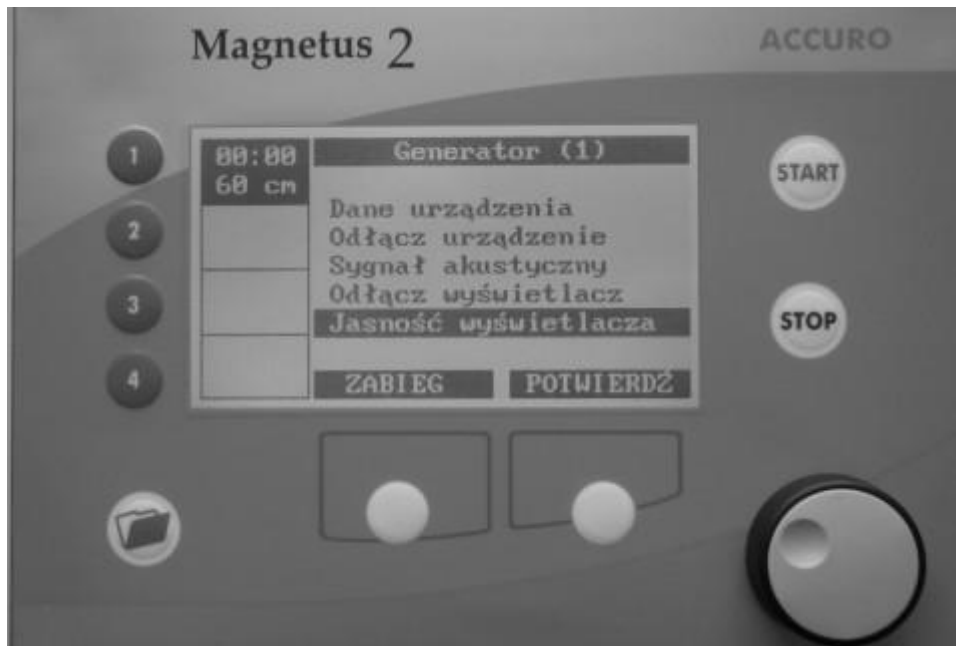 Magnetus 2
ACCURO
1
2
3
4
00:00
60 cm
Generator (1)
Dane urządzenia
Odłącz urządzenie
Sygnał akustyczny
Odłącz wyświetlacz
Jasność wyświetlacza
ZABIEG
POTWIERDŹ
START
STOP